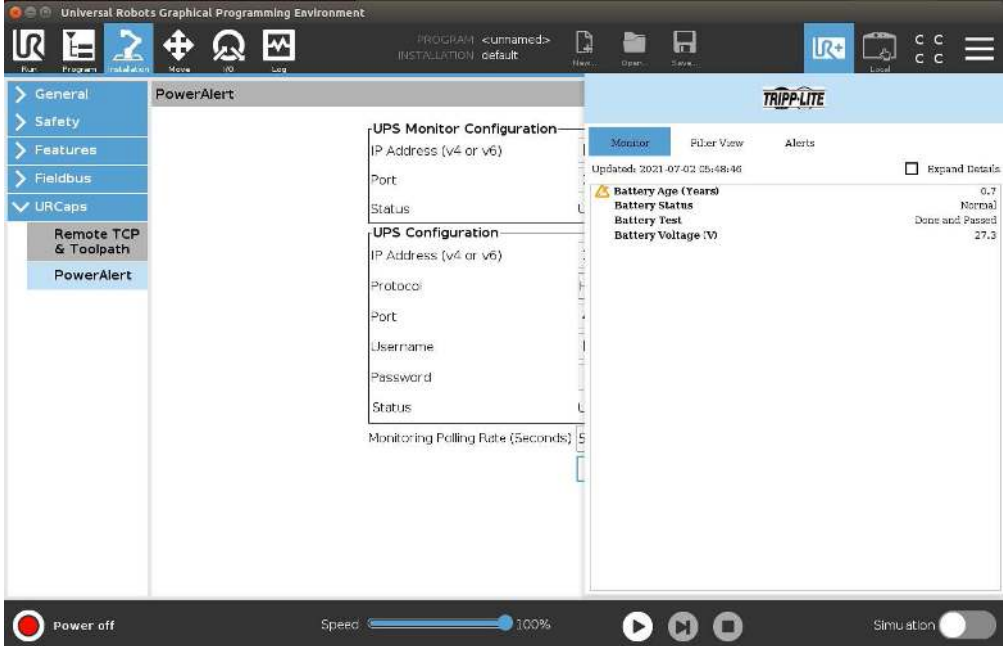 Universal Robots Graphical Programming Environment
PROGRAM <unnamed>
INSTALLATION default
Run Program Installation Move I/O Log New... Open... Save... UR+ Local
C C
C C
General
Safety
Features
Fieldbus
URCaps
Remote TCP
& Toolpath
PowerAlert
PowerAlert
UPS Monitor Configuration
IP Address (v4 or v6)
Port
Status
UPS Configuration
IP Address (v4 or v6)
Protocol
Port
Username
Password
Status
Monitoring Polling Rate (Seconds) 5
TRIPP-LITE
Monitor Filter View Alerts
Updated: 2021-07-02 05:48:46 Expand Details
Battery Age (Years) 0.7
Battery Status Normal
Battery Test Done and Passed
Battery Voltage (V) 27.3
Power off Speed 100% Simulation